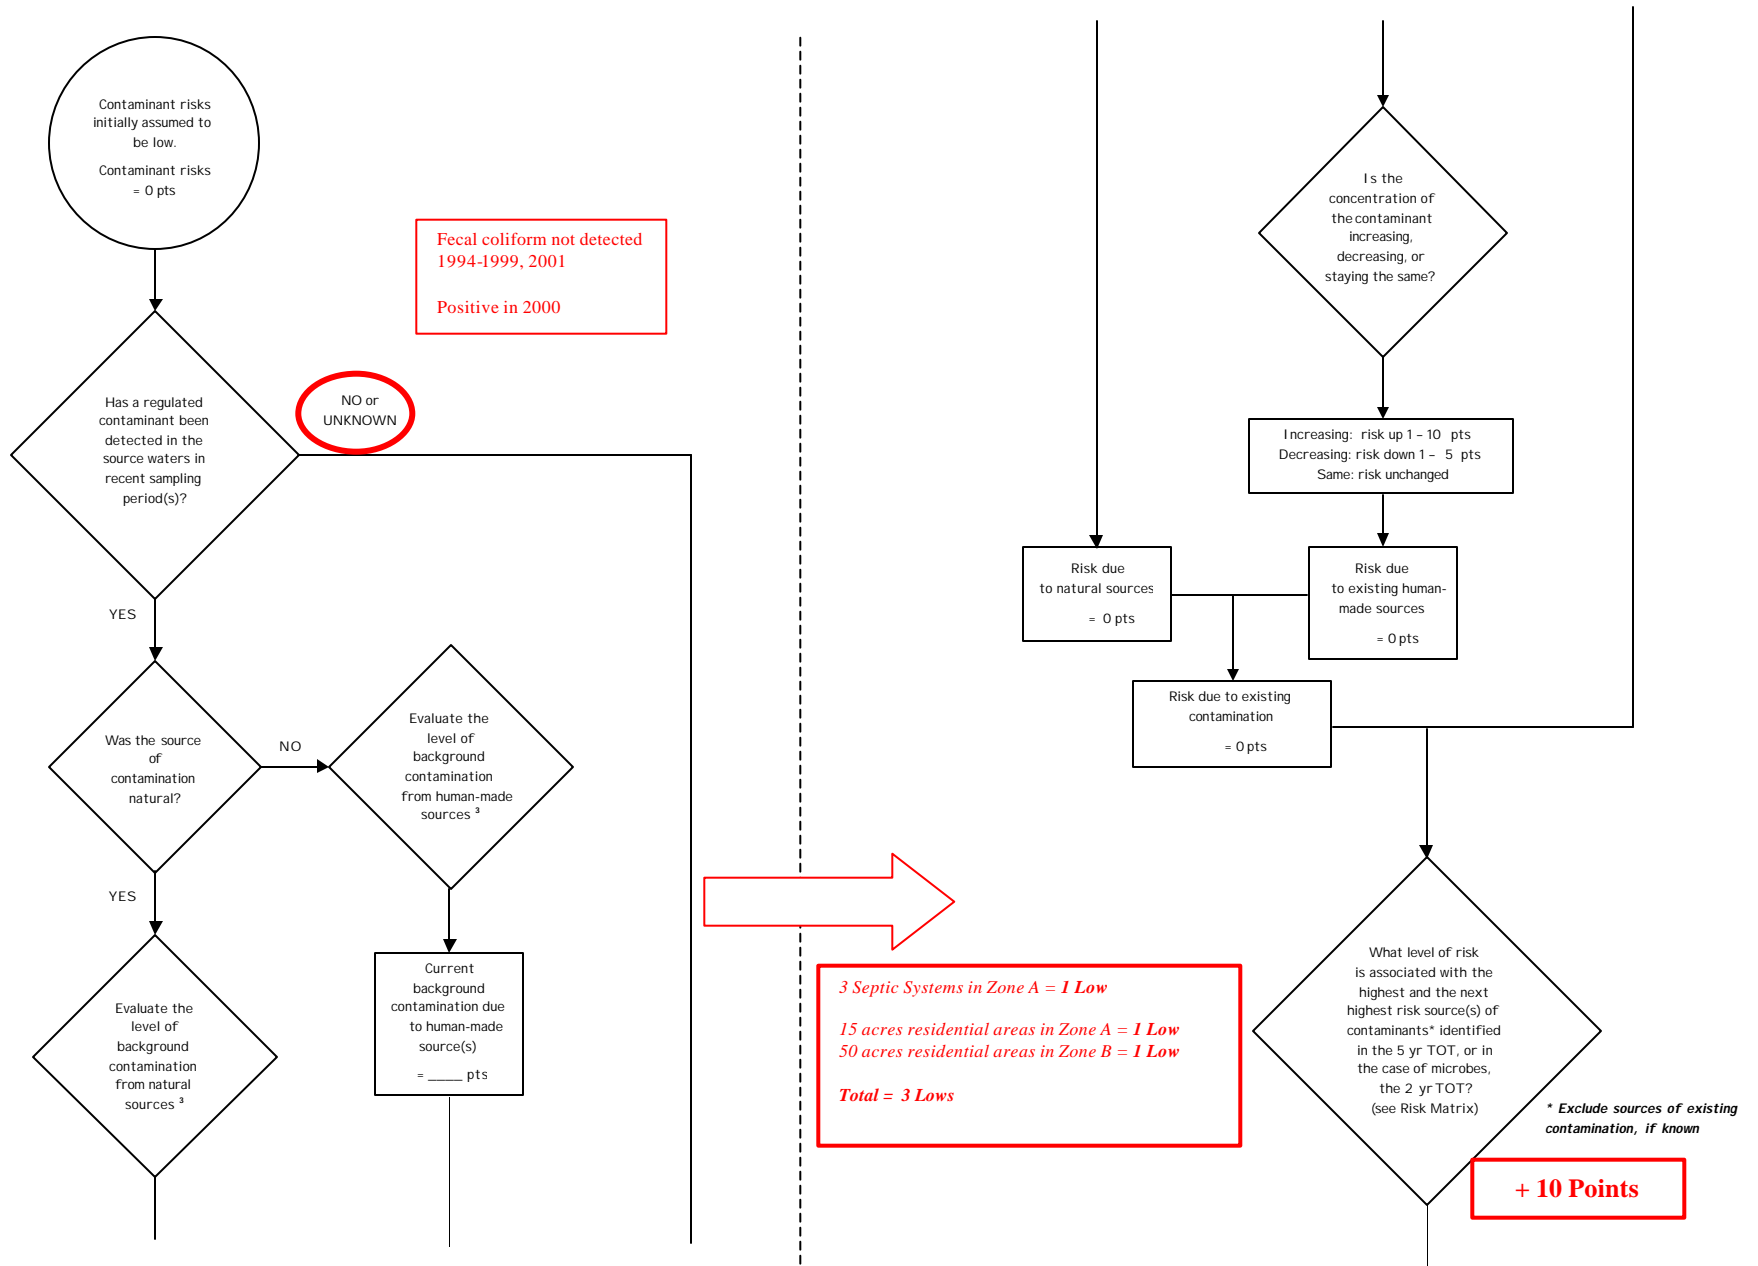 Contaminant risks
initially assumed to
be low.
Contaminant risks
= 0 pts
Fecal coliform not detected
1994-1999, 2001
Positive in 2000
NO or
UNKNOWN
Has a regulated
contaminant been
detected in the
source waters in
recent sampling
period(s)?
YES
Was the source
of
contamination
natural?
NO
Evaluate the
level of
background
contamination
from human-made
sources ³
YES
Evaluate the
level of
background
contamination
from natural
sources ³
Current
background
contamination due
to human-made
source(s)
= ____ pts
Is the
concentration of
the contaminant
increasing,
decreasing, or
staying the same?
Increasing: risk up 1 – 10 pts
Decreasing: risk down 1 – 5 pts
Same: risk unchanged
Risk due
to natural sources
= 0 pts
Risk due
to existing human-
made sources
= 0 pts
Risk due to existing
contamination
= 0 pts
3 Septic Systems in Zone A = 1 Low
15 acres residential areas in Zone A = 1 Low
50 acres residential areas in Zone B = 1 Low
Total = 3 Lows
What level of risk
is associated with the
highest and the next
highest risk source(s) of
contaminants* identified
in the 5 yr TOT, or in
the case of microbes,
the 2 yr TOT?
(see Risk Matrix)
* Exclude sources of existing
contamination, if known
+ 10 Points